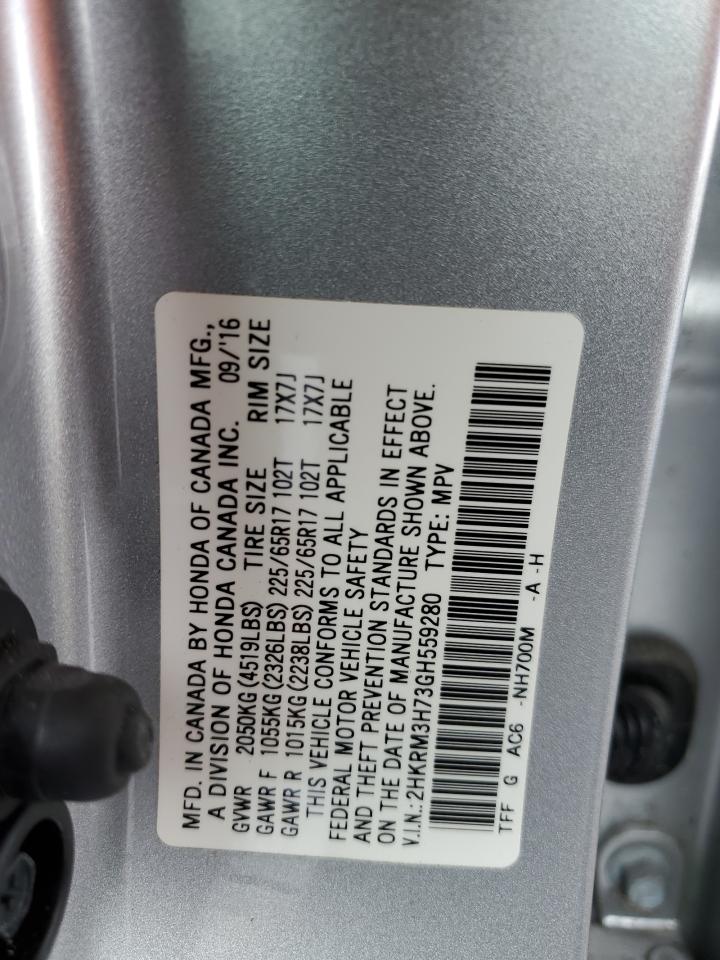 MFD. IN CANADA BY HONDA OF CANADA MFG.,
A DIVISION OF HONDA CANADA INC. 09/'16
GVWR 2050KG (4519LBS) TIRE SIZE RIM SIZE
GAWR F 1055KG (2326LBS) 225/65R17 102T 17X7J
GAWR R 1015KG (2238LBS) 225/65R17 102T 17X7J
THIS VEHICLE CONFORMS TO ALL APPLICABLE
FEDERAL MOTOR VEHICLE SAFETY
AND THEFT PREVENTION STANDARDS IN EFFECT
ON THE DATE OF MANUFACTURE SHOWN ABOVE.
V.I.N.: 2HKRM3H73GH559280 TYPE: MPV
TFF G AC6 -NH700M -A -H